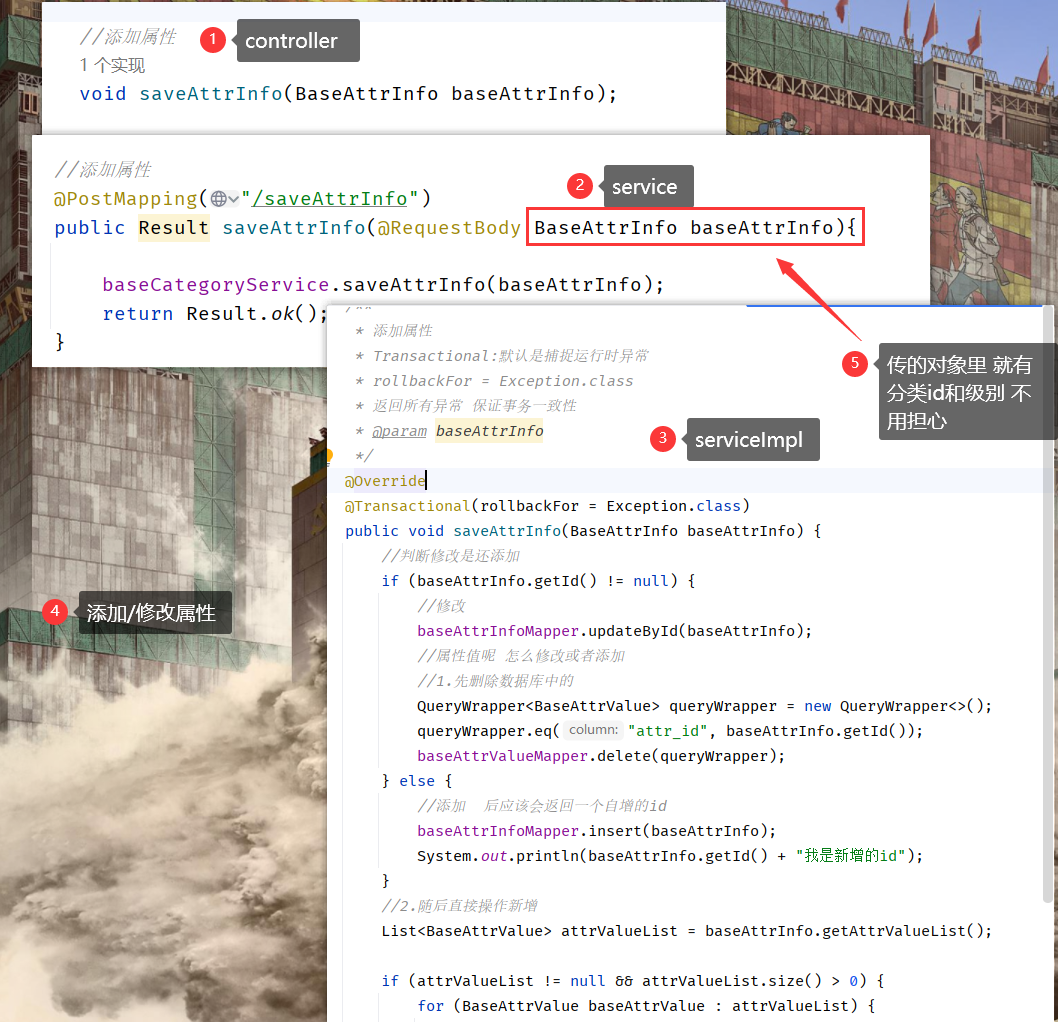 //添加属性
1 controller
1 个实现
void saveAttrInfo(BaseAttrInfo baseAttrInfo);
//添加属性
@PostMapping("/saveAttrInfo")
2 service
public Result saveAttrInfo(@RequestBody BaseAttrInfo baseAttrInfo){
baseCategoryService.saveAttrInfo(baseAttrInfo);
return Result.ok();
}
5 传的对象里 就有
分类id和级别 不
用担心
/**
* 添加属性
* Transactional:默认是捕捉运行时异常
* rollbackFor = Exception.class
* 返回所有异常 保证事务一致性
* @param baseAttrInfo
*/
3 serviceImpl
@Override
@Transactional(rollbackFor = Exception.class)
public void saveAttrInfo(BaseAttrInfo baseAttrInfo) {
//判断修改是还添加
if (baseAttrInfo.getId() != null) {
//修改
4 添加/修改属性
baseAttrInfoMapper.updateById(baseAttrInfo);
//属性值呢 怎么修改或者添加
//1.先删除数据库中的
QueryWrapper<BaseAttrValue> queryWrapper = new QueryWrapper<>();
queryWrapper.eq( column: "attr_id", baseAttrInfo.getId());
baseAttrValueMapper.delete(queryWrapper);
} else {
//添加 后应该会返回一个自增的id
baseAttrInfoMapper.insert(baseAttrInfo);
System.out.println(baseAttrInfo.getId() + "我是新增的id");
}
//2.随后直接操作新增
List<BaseAttrValue> attrValueList = baseAttrInfo.getAttrValueList();
if (attrValueList != null && attrValueList.size() > 0) {
for (BaseAttrValue baseAttrValue : attrValueList) {